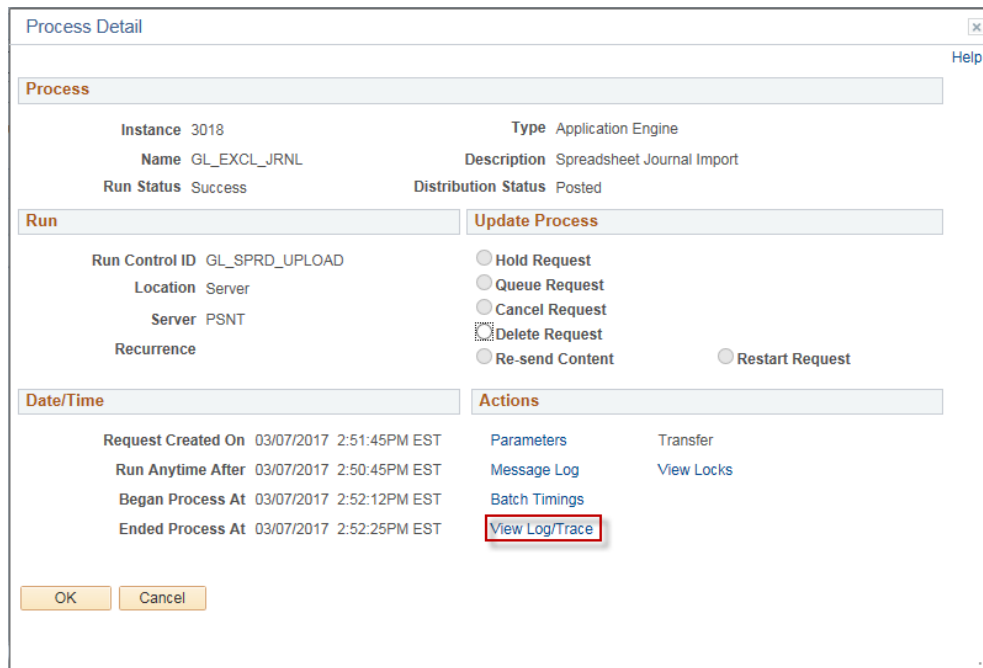 Process Detail
Help
Process
Instance 3018 Type Application Engine
Name GL_EXCL_JRNL Description Spreadsheet Journal Import
Run Status Success Distribution Status Posted
Run
Run Control ID GL_SPRD_UPLOAD
Location Server
Server PSNT
Recurrence
Update Process
Hold Request
Queue Request
Cancel Request
Delete Request
Re-send Content Restart Request
Date/Time
Request Created On 03/07/2017 2:51:45PM EST
Run Anytime After 03/07/2017 2:50:45PM EST
Began Process At 03/07/2017 2:52:12PM EST
Ended Process At 03/07/2017 2:52:25PM EST
Actions
Parameters Transfer
Message Log View Locks
Batch Timings
View Log/Trace
OK Cancel